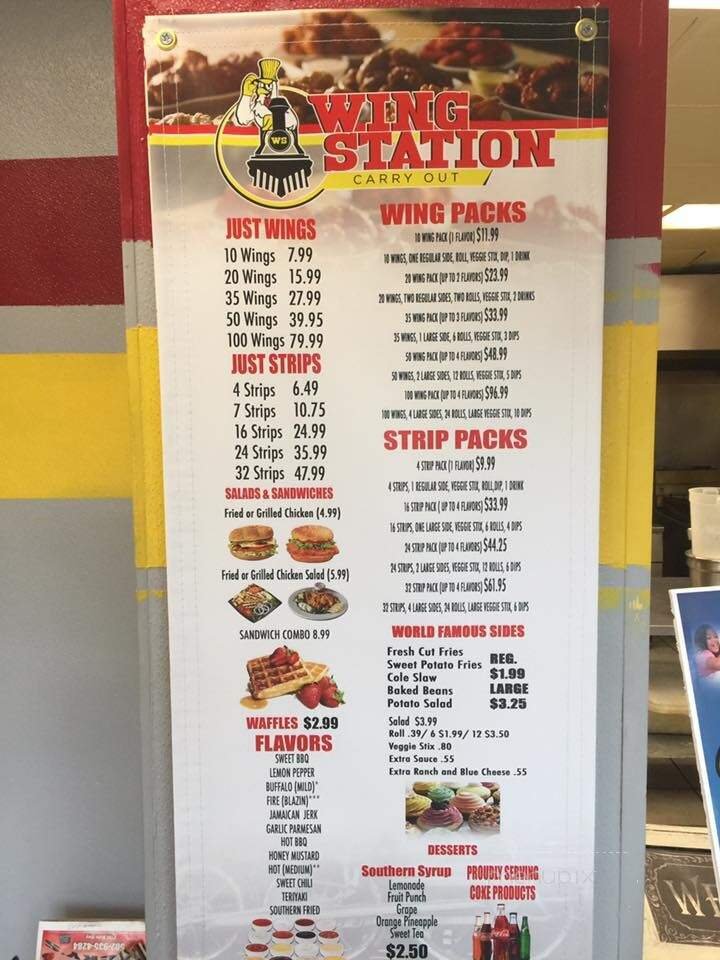 WS
WING
STATION
CARRY OUT
JUST WINGS
10 Wings 7.99
20 Wings 15.99
35 Wings 27.99
50 Wings 39.95
100 Wings 79.99
JUST STRIPS
4 Strips 6.49
7 Strips 10.75
16 Strips 24.99
24 Strips 35.99
32 Strips 47.99
SALADS & SANDWICHES
Fried or Grilled Chicken (4.99)
Fried or Grilled Chicken Salad (5.99)
SANDWICH COMBO 8.99
WAFFLES $2.99
FLAVORS
SWEET BBQ
LEMON PEPPER
BUFFALO (MILD)*
FIRE (BLAZIN)***
JAMAICAN JERK
GARLIC PARMESAN
HOT BBQ
HONEY MUSTARD
HOT (MEDIUM)**
SWEET CHILI
TERIYAKI
SOUTHERN FRIED
WING PACKS
10 WING PACK (1 FLAVOR) $11.99
10 WINGS, ONE REGULAR SIDE, ROLL, VEGGIE STIX, DIP, 1 DRINK
20 WING PACK (UP TO 2 FLAVORS) $23.99
20 WINGS, TWO REGULAR SIDES, TWO ROLLS, VEGGIE STIX, 2 DRINKS
35 WING PACK (UP TO 3 FLAVORS) $33.99
35 WINGS, 1 LARGE SIDE, 6 ROLLS, VEGGIE STIX, 3 DIPS
50 WING PACK (UP TO 4 FLAVORS) $48.99
50 WINGS, 2 LARGE SIDES, 12 ROLLS, VEGGIE STIX, 5 DIPS
100 WING PACK (UP TO 4 FLAVORS) $96.99
100 WINGS, 4 LARGE SIDES, 24 ROLLS, LARGE VEGGIE STIX, 10 DIPS
STRIP PACKS
4 STRIP PACK (1 FLAVOR) $9.99
4 STRIPS, 1 REGULAR SIDE, VEGGIE STIX, ROLL, DIP, 1 DRINK
16 STRIP PACK ( UP TO 4 FLAVORS) $33.99
16 STRIPS, ONE LARGE SIDE, VEGGIE STIX, 6 ROLLS, 4 DIPS
24 STRIP PACK (UP TO 4 FLAVORS) $44.25
24 STRIPS, 2 LARGE SIDES, VEGGIE STIX, 12 ROLLS, 6 DIPS
32 STRIP PACK (UP TO 4 FLAVORS) $61.95
32 STRIPS, 4 LARGE SIDES, 24 ROLLS, LARGE VEGGIE STIX, 6 DIPS
WORLD FAMOUS SIDES
Fresh Cut Fries
Sweet Potato Fries
Cole Slaw
Baked Beans
Potato Salad
REG.
$1.99
LARGE
$3.25
Salad $3.99
Roll .39/ 6 $1.99/ 12 $3.50
Veggie Stix .80
Extra Sauce .55
Extra Ranch and Blue Cheese .55
DESSERTS
Southern Syrup
Lemonade
Fruit Punch
Grape
Orange Pineapple
Sweet Tea
$2.50
PROUDLY SERVING
COKE PRODUCTS
502-935-8284